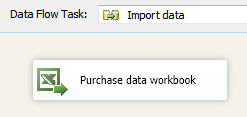 Data Flow Task: Import data
Purchase data workbook